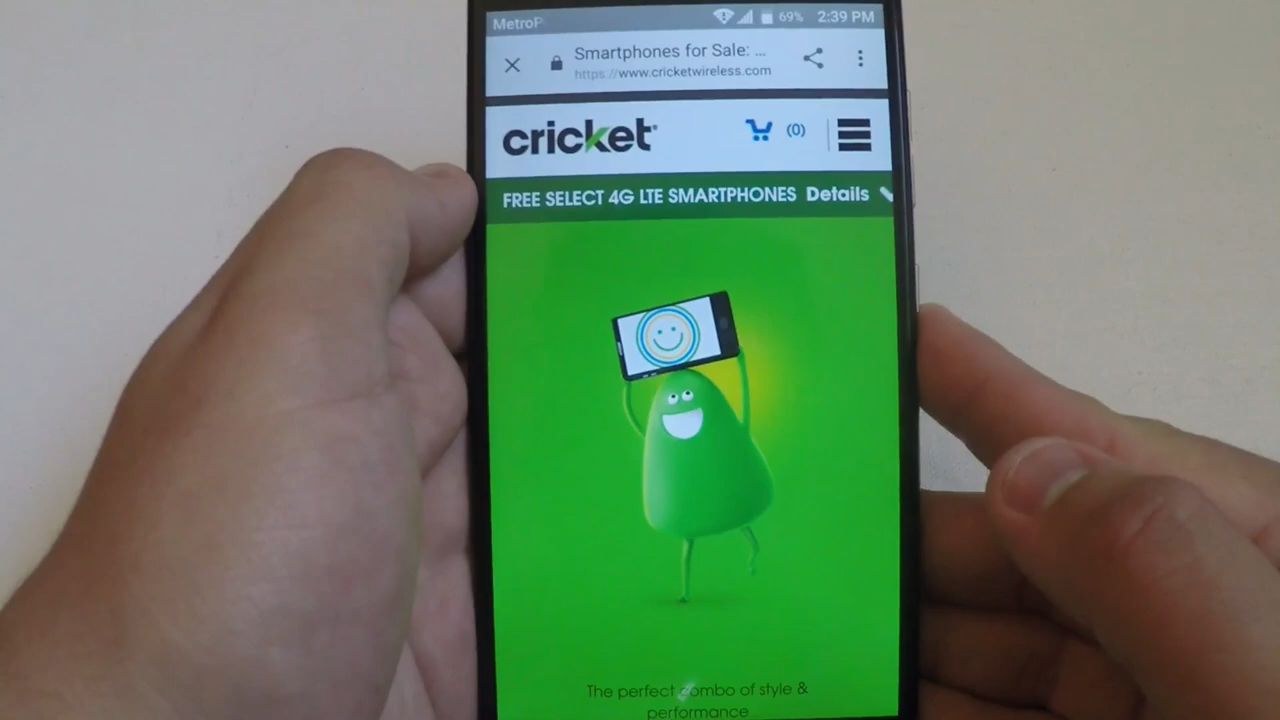 MetroP
69% 2:39 PM
Smartphones for Sale: ...
https://www.cricketwireless.com
cricket
(0)
FREE SELECT 4G LTE SMARTPHONES Details
The perfect combo of style &
performance